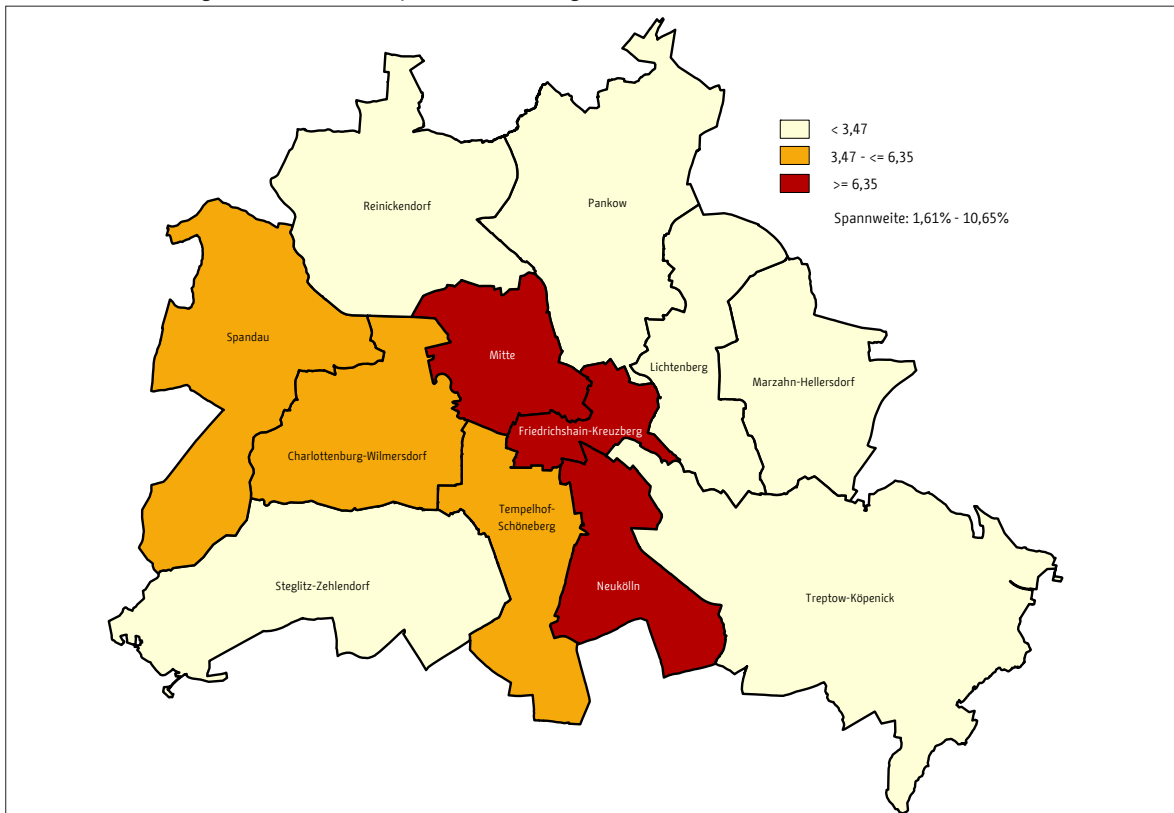 < 3,47
3,47 - <= 6,35
>= 6,35
Spannweite: 1,61% - 10,65%
Reinickendorf
Pankow
Spandau
Mitte
Lichtenberg
Marzahn-Hellersdorf
Friedrichshain-Kreuzberg
Charlottenburg-Wilmersdorf
Tempelhof-
Schöneberg
Steglitz-Zehlendorf
Neukölln
Treptow-Köpenick